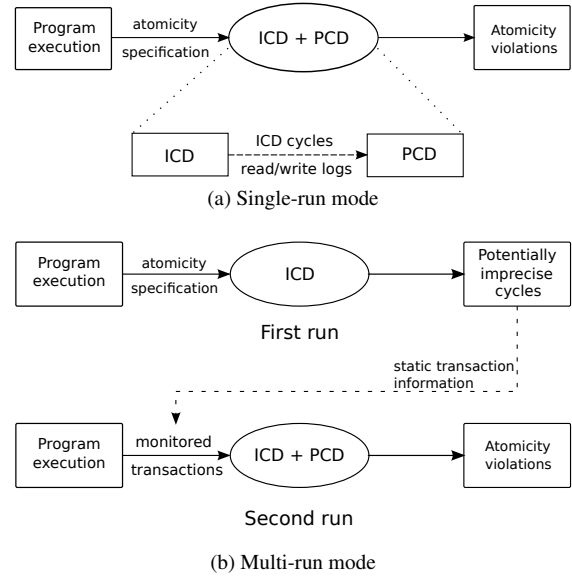 Program
execution
atomicity
specification
ICD + PCD
Atomicity
violations
ICD
ICD cycles
read/write logs
PCD
(a) Single-run mode
Program
execution
atomicity
specification
ICD
Potentially
imprecise
cycles
First run
static transaction
information
Program
execution
monitored
transactions
ICD + PCD
Atomicity
violations
Second run
(b) Multi-run mode